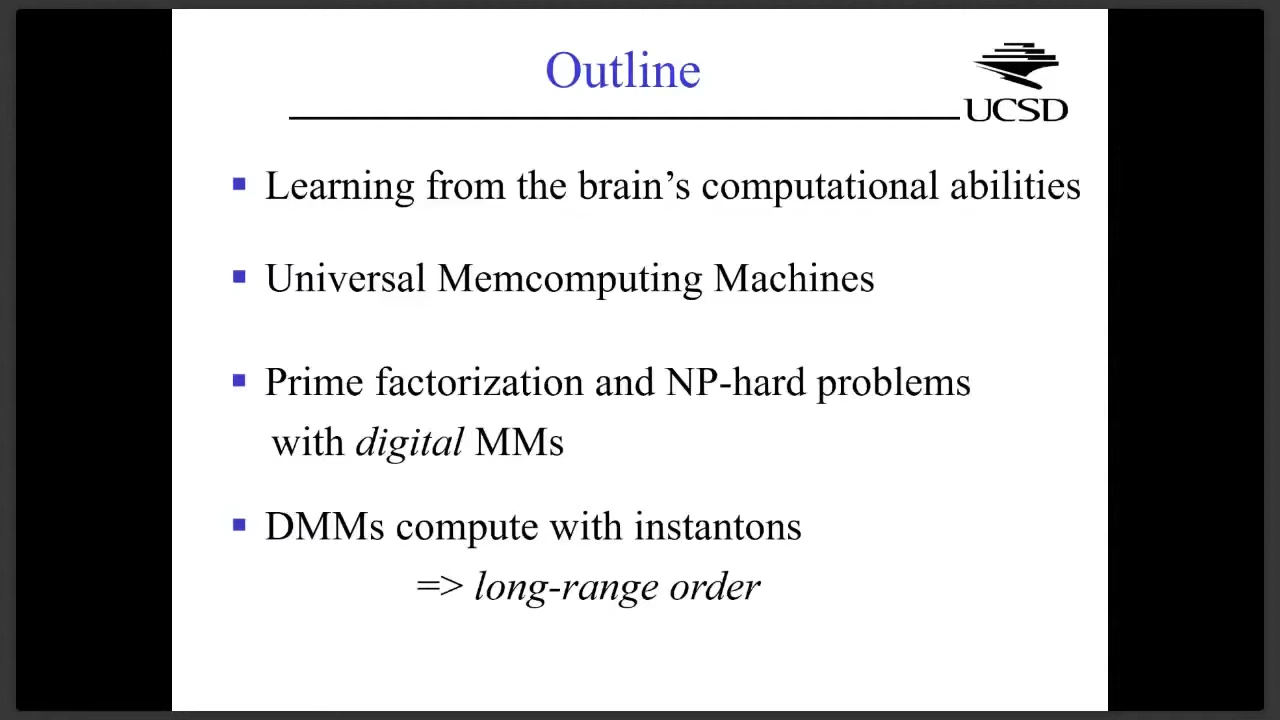 Outline
UCSD
▪ Learning from the brain’s computational abilities
▪ Universal Memcomputing Machines
▪ Prime factorization and NP-hard problems
with digital MMs
▪ DMMs compute with instantons
=> long-range order